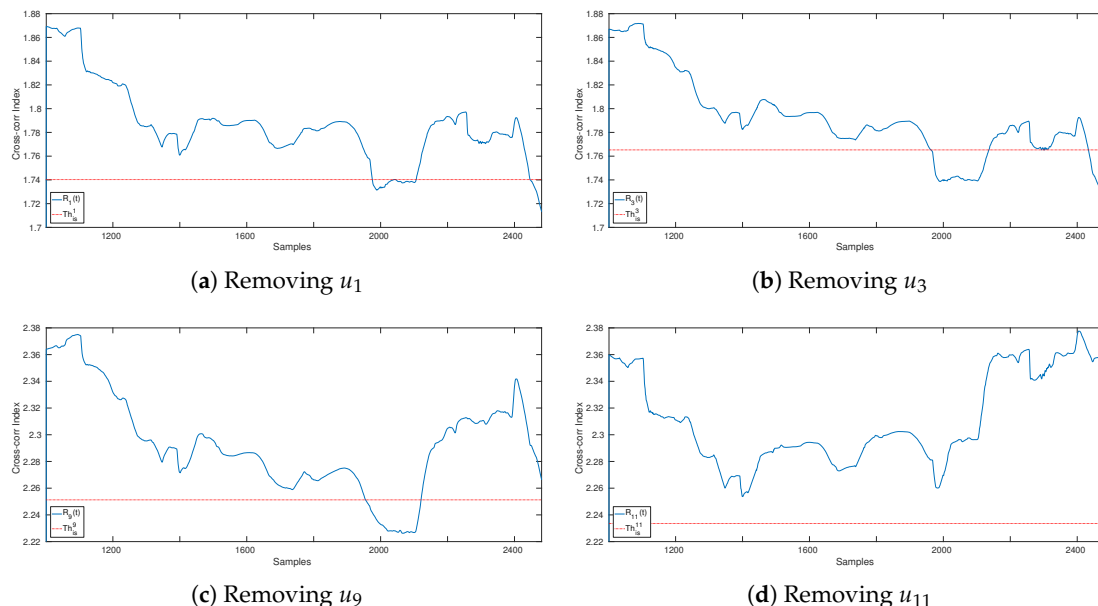 1.88
1.86
1.84
1.82
1.8
1.78
1.76
1.74
1.72
1.7
Cross-corr Index
R1(t)
Th1is
1200
1600
2000
2400
Samples
(a) Removing u1
1.88
1.86
1.84
1.82
1.8
1.78
1.76
1.74
1.72
1.7
Cross-corr Index
R3(t)
Th3is
1200
1600
2000
2400
Samples
(b) Removing u3
2.38
2.36
2.34
2.32
2.3
2.28
2.26
2.24
2.22
Cross-corr Index
R9(t)
Th9is
1200
1600
2000
2400
Samples
(c) Removing u9
2.38
2.36
2.34
2.32
2.3
2.28
2.26
2.24
2.22
Cross-corr Index
R11(t)
Th11is
1200
1600
2000
2400
Samples
(d) Removing u11